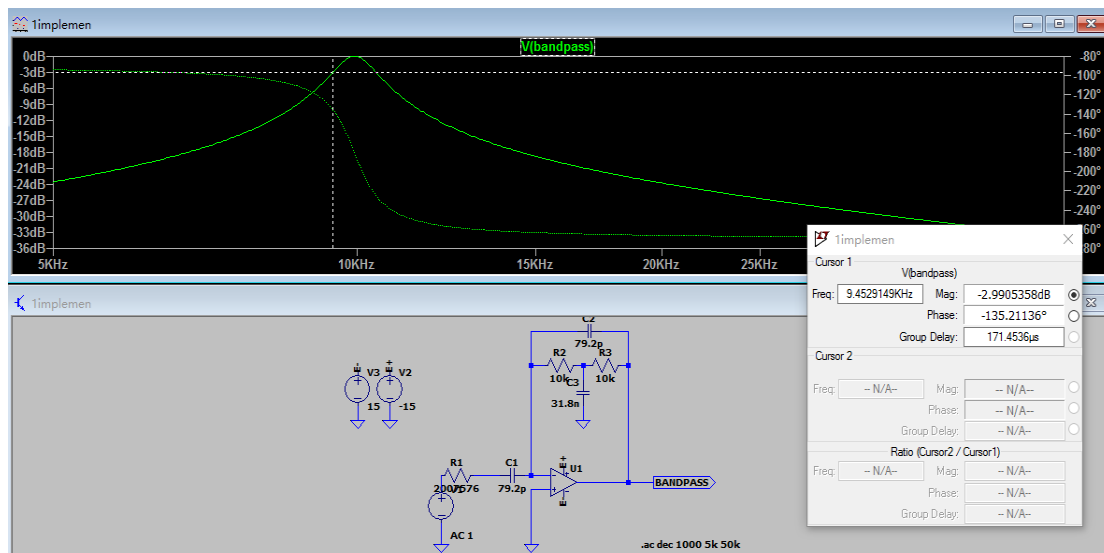 1implemen
V(bandpass)
0dB
-3dB
-6dB
-9dB
-12dB
-15dB
-18dB
-21dB
-24dB
-27dB
-30dB
-33dB
-36dB
-80°
-100°
-120°
-140°
-160°
-180°
-200°
-220°
-240°
5KHz
10KHz
15KHz
20KHz
25KHz
1implemen
Cursor 1
V(bandpass)
Freq: 9.4529149KHz Mag: -2.9905358dB
Phase: -135.21136°
Group Delay: 171.4536µs
Cursor 2
Freq: -- N/A-- Mag: -- N/A--
Phase: -- N/A--
Group Delay: -- N/A--
Ratio (Cursor2 / Cursor1)
Freq: -- N/A-- Mag: -- N/A--
Phase: -- N/A--
Group Delay: -- N/A--
1implemen
C2
79.2p
R2
10k
R3
10k
C3
31.8n
E-
V3
15
E+
V2
-15
R1
2007576
C1
79.2p
E+
U1
E-
BANDPASS
AC 1
.ac dec 1000 5k 50k